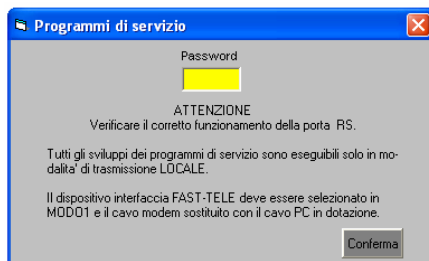 Programmi di servizio
Password
ATTENZIONE
Verificare il corretto funzionamento della porta RS.
Tutti gli sviluppi dei programmi di servizio sono eseguibili solo in mo-
dalita' di trasmissione LOCALE.
Il dispositivo interfaccia FAST-TELE deve essere selezionato in
MODO1 e il cavo modem sostituito con il cavo PC in dotazione.
Conferma